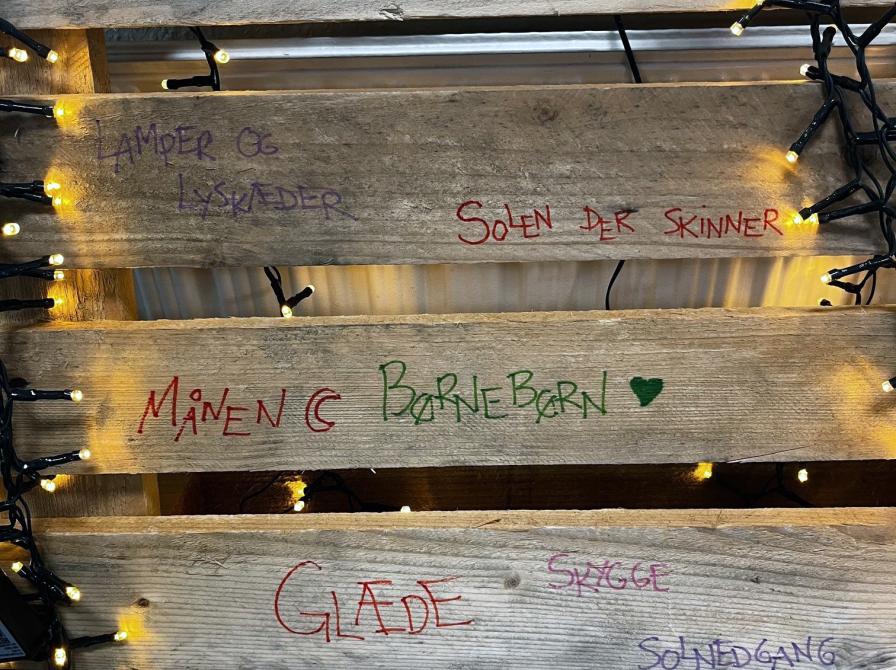 LAMPER OG
LYSKÆDER
SOLEN DER SKINNER
MÅNEN
BØRNEBØRN
GLÆDE
SKYGGE
SOLNEDGANG